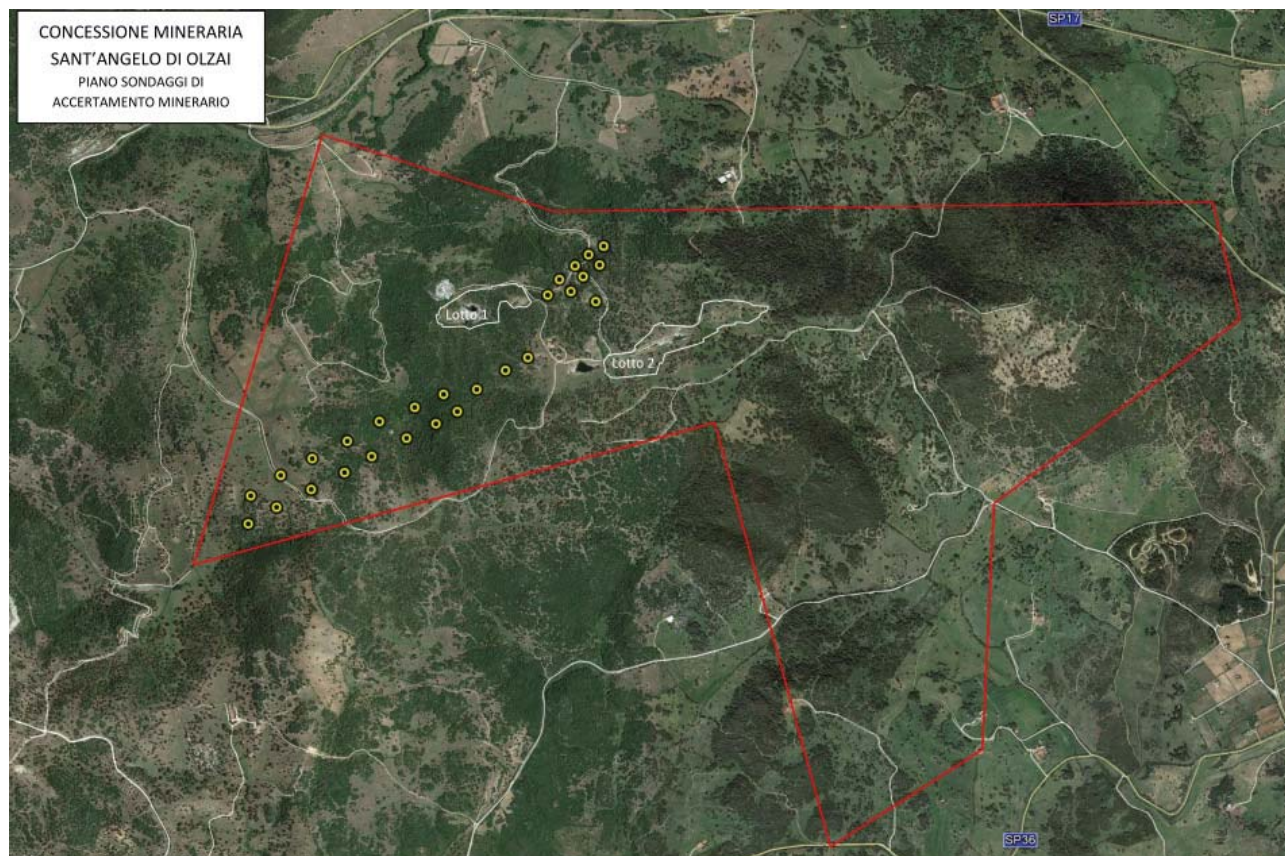 CONCESSIONE MINERARIA
SANT'ANGELO DI OLZAI
PIANO SONDAGGI DI
ACCERTAMENTO MINERARIO
SP17
Lotto 1
Lotto 2
SP36